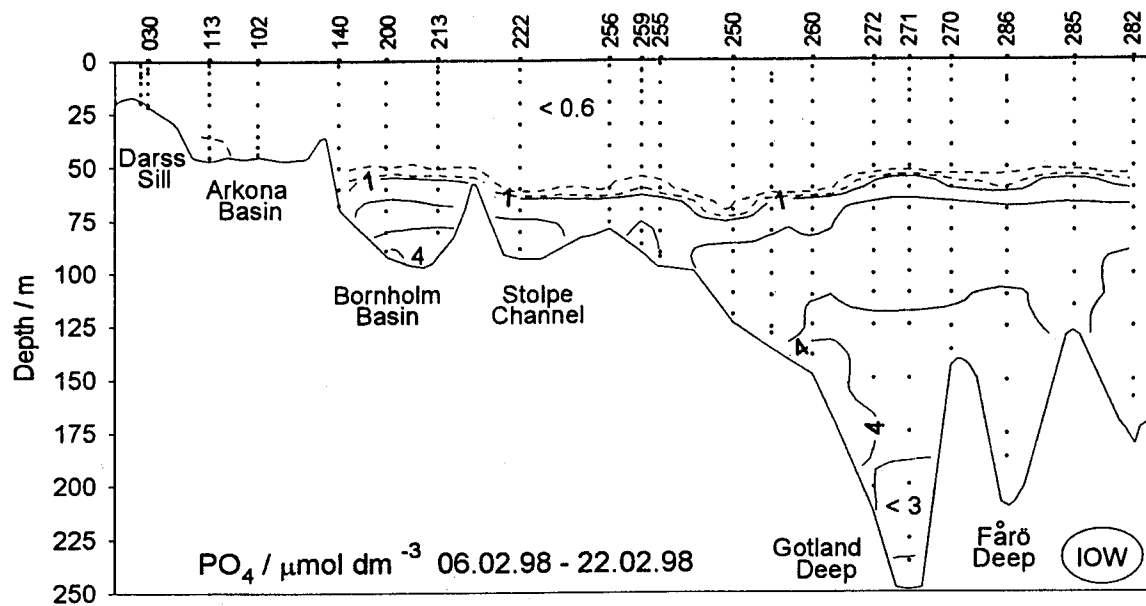 030 113 102 140 200 213 222 256 259 255 250 260 272 271 270 286 285 282
0
25
50
75
100
125
150
175
200
225
250
Depth / m
< 0.6
Darss
Sill
Arkona
Basin
1
1
1
4
Bornholm
Basin
Stolpe
Channel
4
4
< 3
Gotland
Deep
Fårö
Deep
IOW
PO4 / µmol dm -3 06.02.98 - 22.02.98